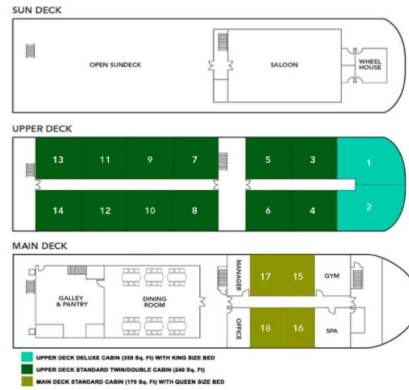 SUN DECK
OPEN SUNDECK
SALOON
WHEEL
HOUSE
UPPER DECK
13 11 9 7 5 3 1
14 12 10 8 6 4 2
MAIN DECK
GALLEY
& PANTRY
DINING
ROOM
MANAGER
17 15
GYM
OFFICE
18 16
SPA
UPPER DECK DELUXE CABIN (350 Sq. Ft) WITH KING SIZE BED
UPPER DECK STANDARD TWIN/DOUBLE CABIN (240 Sq. Ft)
MAIN DECK STANDARD CABIN (170 Sq. Ft) WITH QUEEN SIZE BED